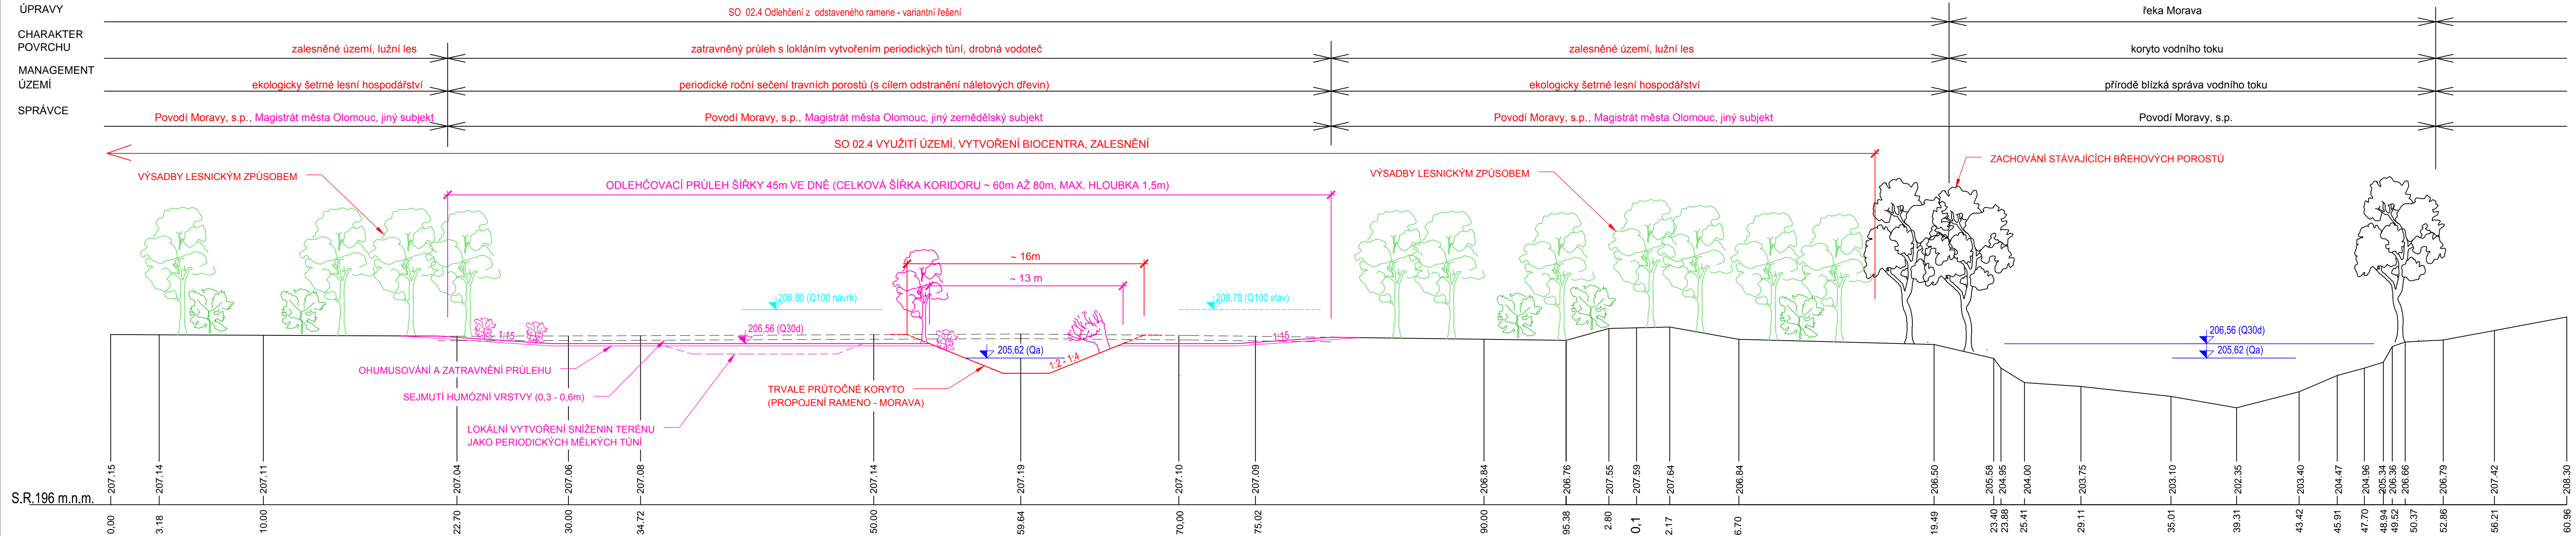 ÚPRAVY
SO 02.4 Odlehčení z odstaveného ramene - variantní řešení
řeka Morava
CHARAKTER
POVRCHU
zalesněné území, lužní les
zatravněný průleh s lokláním vytvořením periodických túní, drobná vodoteč
zalesněné území, lužní les
koryto vodního toku
MANAGEMENT
ÚZEMÍ
ekologicky šetrné lesní hospodářství
periodické roční sečení travních porostů (s cílem odstranění náletových dřevin)
ekologicky šetrné lesní hospodářství
přírodě blízká správa vodního toku
SPRÁVCE
Povodí Moravy, s.p., Magistrát města Olomouc, jiný subjekt
Povodí Moravy, s.p., Magistrát města Olomouc, jiný zemědělský subjekt
Povodí Moravy, s.p., Magistrát města Olomouc, jiný subjekt
Povodí Moravy, s.p.
SO 02.4 VYUŽITÍ ÚZEMÍ, VYTVOŘENÍ BIOCENTRA, ZALESNĚNÍ
ZACHOVÁNÍ STÁVAJÍCÍCH BŘEHOVÝCH POROSTŮ
VÝSADBY LESNICKÝM ZPŮSOBEM
ODLEHČOVACÍ PRŮLEH ŠÍŘKY 45m VE DNĚ (CELKOVÁ ŠÍŘKA KORIDORU ~ 60m AŽ 80m, MAX. HLOUBKA 1,5m)
VÝSADBY LESNICKÝM ZPŮSOBEM
~ 16m
~ 13 m
208,80 (Q100 návrh)
208,79 (Q100 stav)
1:15
206,56 (Q30d)
1:15
206,56 (Q30d)
205,62 (Qa)
205,62 (Qa)
1:2 - 1:4
OHUMUSOVÁNÍ A ZATRAVNĚNÍ PRŮLEHU
SEJMUTÍ HUMÓZNÍ VRSTVY (0,3 - 0,6m)
TRVALE PRŮTOČNÉ KORYTO
(PROPOJENÍ RAMENO - MORAVA)
LOKÁLNÍ VYTVOŘENÍ SNÍŽENIN TERÉNU
JAKO PERIODICKÝCH MĚLKÝCH TŮNÍ
207.15 207.14 207.11 207.04 207.06 207.08 207.14 207.19 207.10 207.09 206.84 206.76 207.55 207.59 207.64 206.84 206.50 205.58 204.95 204.00 203.75 203.10 202.35 203.40 204.47 204.96 205.34 206.36 206.66 206.79 207.42 208.30
S.R.196 m.n.m.
0,00 3.18 10.00 22.70 30.00 34.72 50.00 59.64 70,00 75.02 90.00 95.38 2.80 0,1 2.17 6.70 19.49 23.40 23.88 25.41 29.11 35.01 39.31 43.42 45.91 47.70 48.94 49.52 50.37 52.86 56.21 60.96